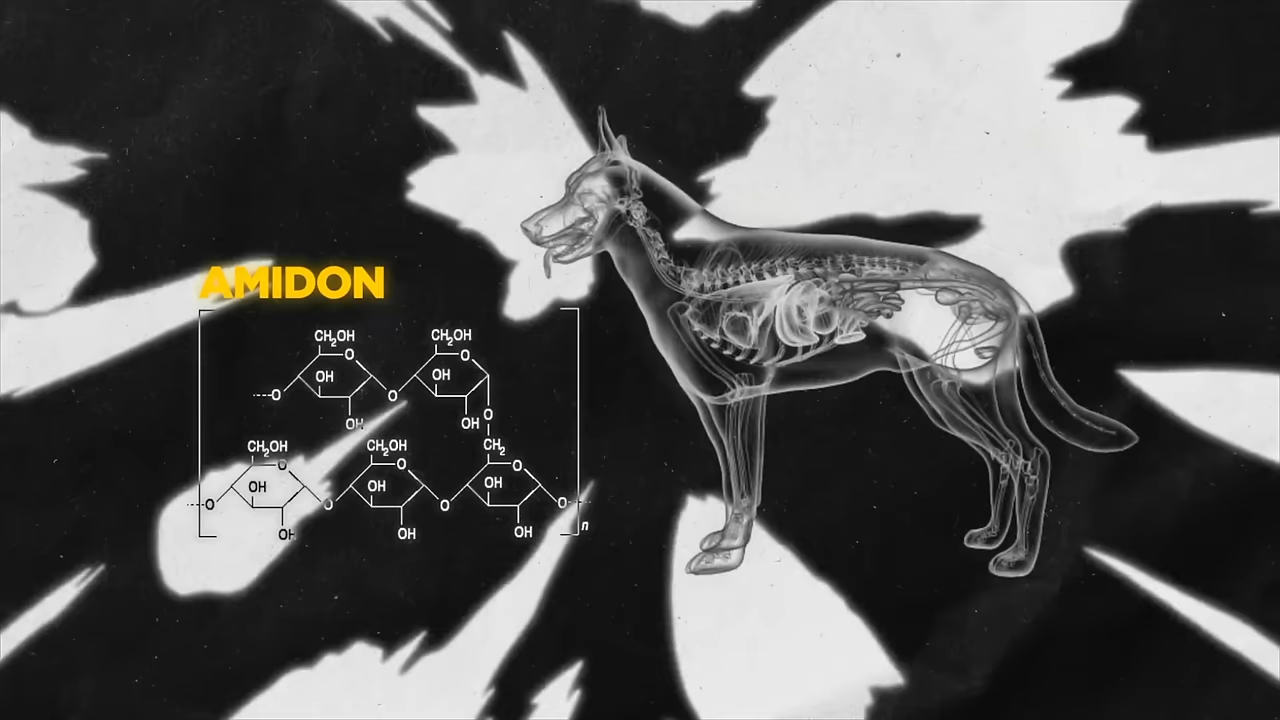 AMIDON
CH₂OH CH₂OH
O O
OH OH
O O
OH OH O
CH₂OH CH₂OH CH₂
O O O
OH OH OH
O O O O
OH OH OH
n